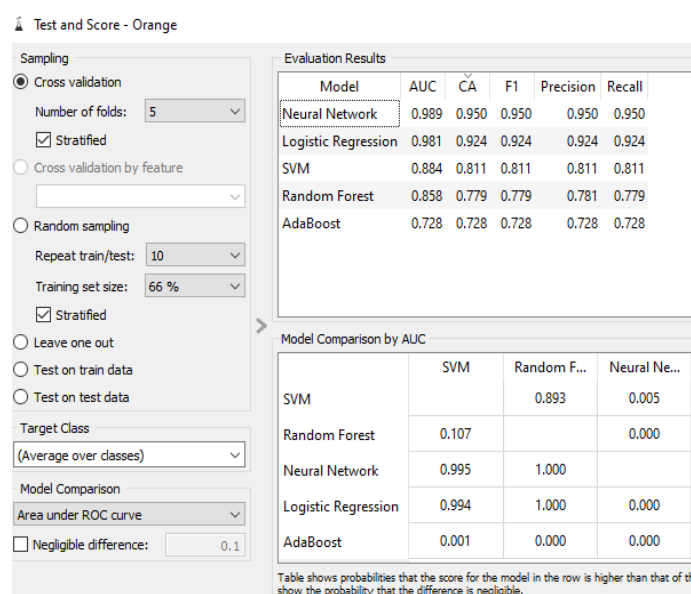 Test and Score - Orange
Sampling
Cross validation
Number of folds: 5
Stratified
Cross validation by feature
Random sampling
Repeat train/test: 10
Training set size: 66 %
Stratified
Leave one out
Test on train data
Test on test data
Target Class
(Average over classes)
Model Comparison
Area under ROC curve
Negligible difference: 0.1
Evaluation Results
Model AUC CA F1 Precision Recall
Neural Network 0.989 0.950 0.950 0.950 0.950
Logistic Regression 0.981 0.924 0.924 0.924 0.924
SVM 0.884 0.811 0.811 0.811 0.811
Random Forest 0.858 0.779 0.779 0.781 0.779
AdaBoost 0.728 0.728 0.728 0.728 0.728
Model Comparison by AUC
SVM Random F... Neural Ne...
SVM 0.893 0.005
Random Forest 0.107 0.000
Neural Network 0.995 1.000
Logistic Regression 0.994 1.000 0.000
AdaBoost 0.001 0.000 0.000
Table shows probabilities that the score for the model in the row is higher than that of
show the probability that the difference is negligible.